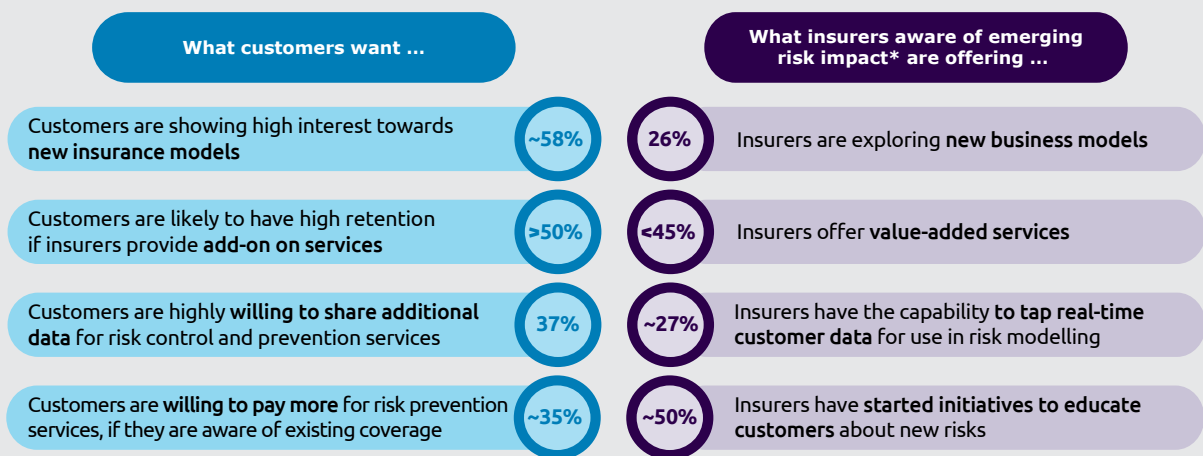 What customers want ...
What insurers aware of emerging
risk impact* are offering ...
Customers are showing high interest towards
new insurance models
~58%
26%
Insurers are exploring new business models
Customers are likely to have high retention
if insurers provide add-on on services
>50%
<45%
Insurers offer value-added services
Customers are highly willing to share additional
data for risk control and prevention services
37%
~27%
Insurers have the capability to tap real-time
customer data for use in risk modelling
Customers are willing to pay more for risk prevention
services, if they are aware of existing coverage
~35%
~50%
Insurers have started initiatives to educate
customers about new risks